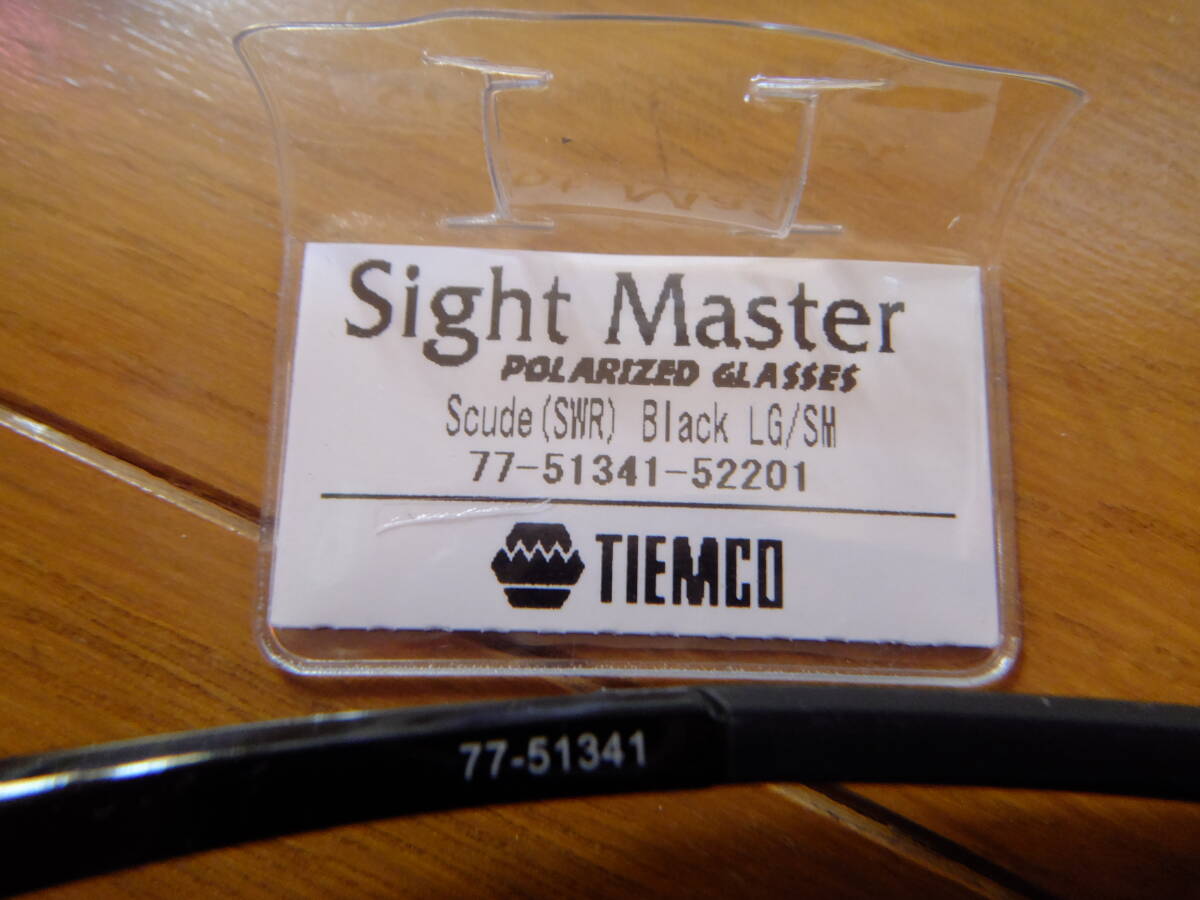 Sight Master
POLARIZED GLASSES
Scude(SWR) Black LG/SM
77-51341-52201
TIEMCO
77-51341